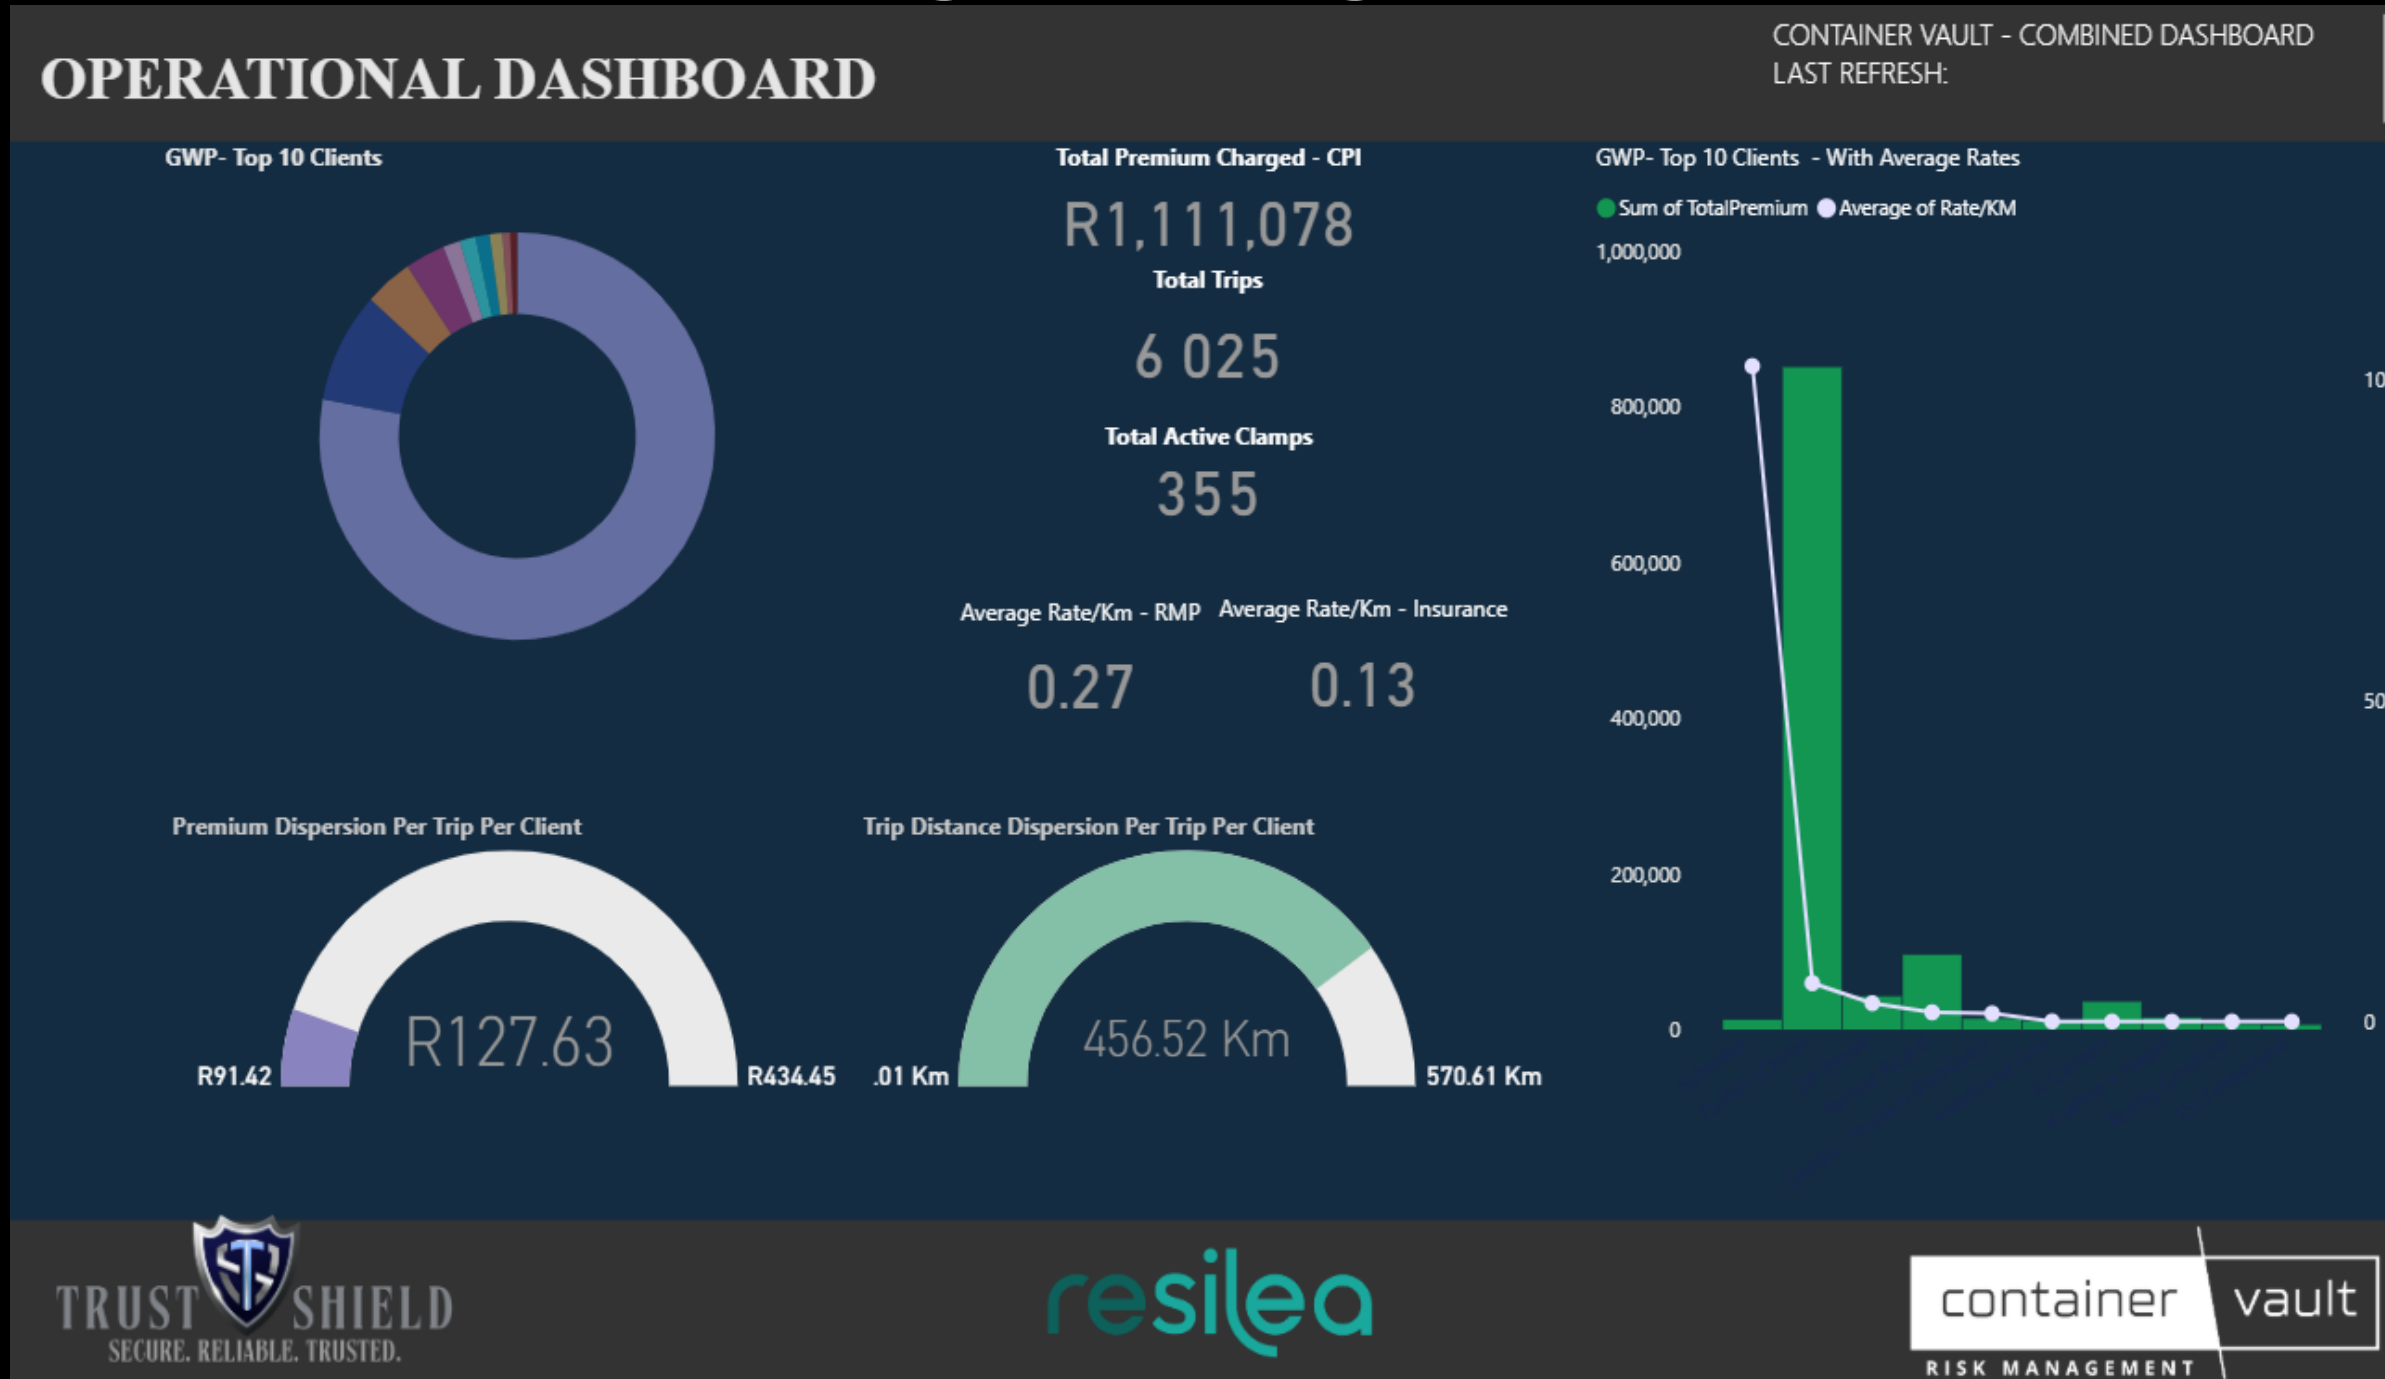 OPERATIONAL DASHBOARD
CONTAINER VAULT - COMBINED DASHBOARD
LAST REFRESH:
GWP- Top 10 Clients
Total Premium Charged - CPI
R1,111,078
Total Trips
6 025
Total Active Clamps
355
Average Rate/Km - RMP
0.27
Average Rate/Km - Insurance
0.13
GWP- Top 10 Clients - With Average Rates
Sum of TotalPremium Average of Rate/KM
1,000,000
800,000
600,000
400,000
200,000
0
10
50
0
Premium Dispersion Per Trip Per Client
R127.63
R91.42
R434.45
Trip Distance Dispersion Per Trip Per Client
456.52 Km
.01 Km
570.61 Km
TRUST SHIELD
SECURE. RELIABLE. TRUSTED.
resilea
container vault
RISK MANAGEMENT